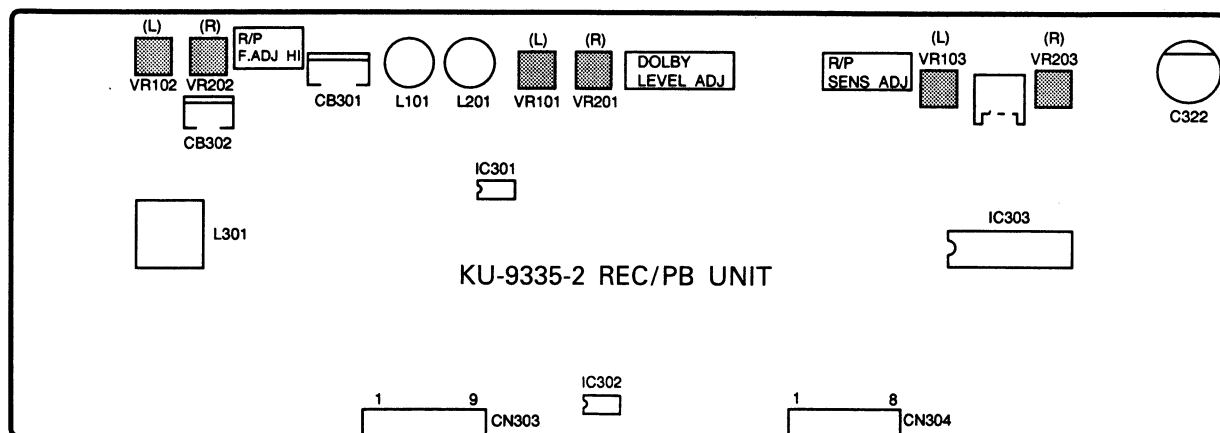 (L)
(R)
R/P
F.ADJ HI
VR102
VR202
CB302
CB301
L101
L201
(L)
(R)
VR101
VR201
DOLBY
LEVEL ADJ
R/P
SENS ADJ
(L)
VR103
(R)
VR203
C322
IC301
L301
IC303
KU-9335-2 REC/PB UNIT
IC302
1 9
CN303
1 8
CN304